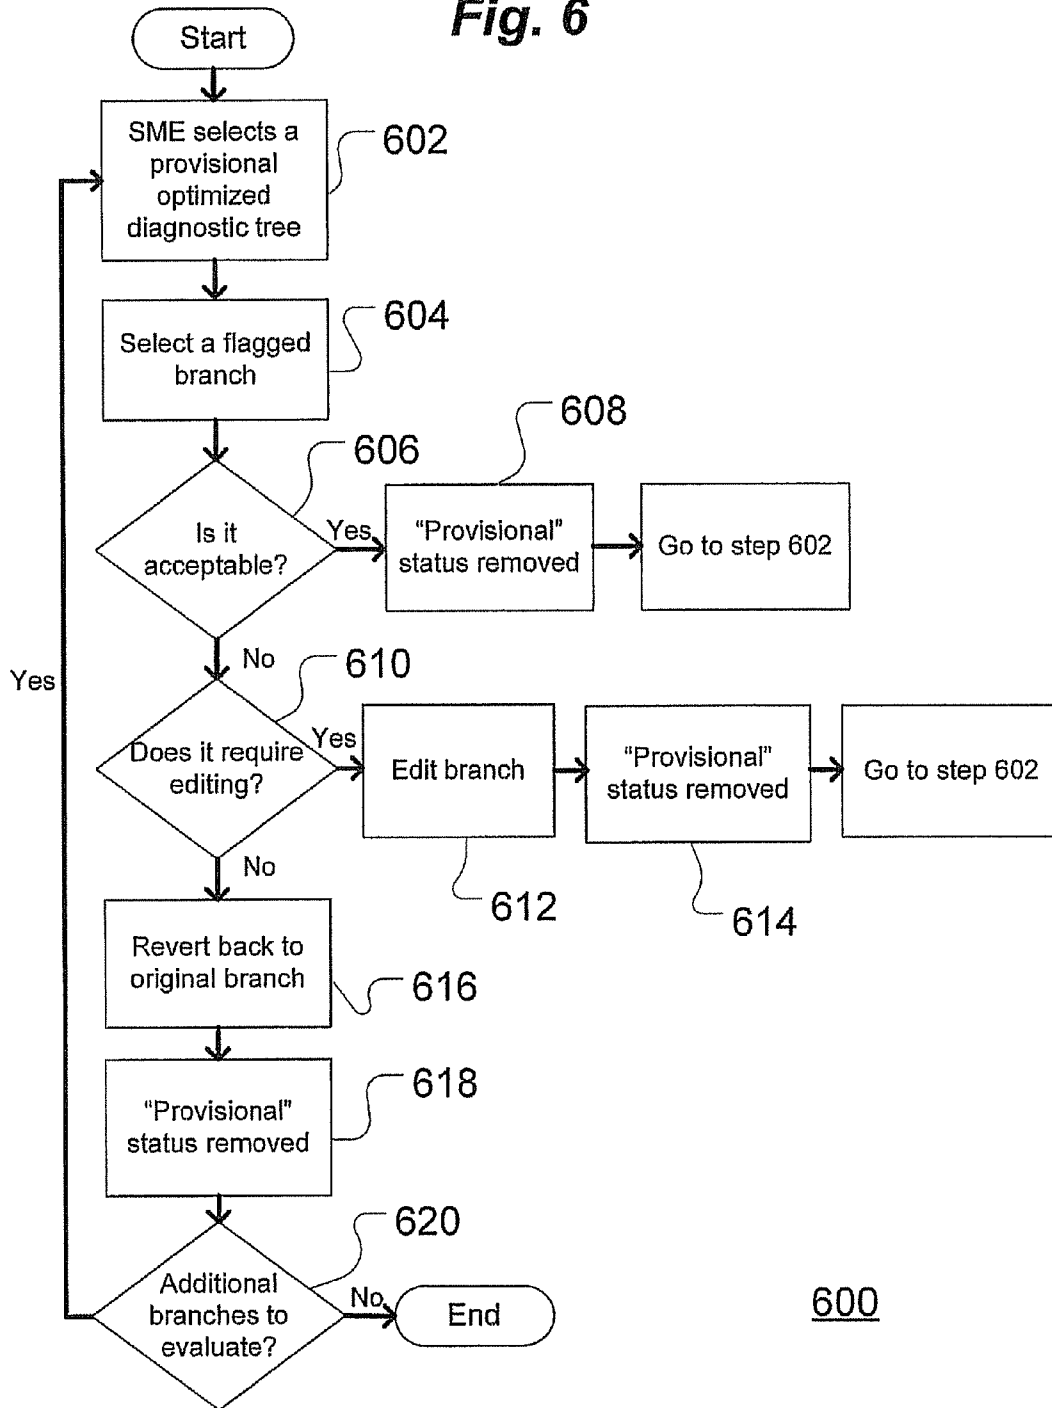 Fig. 6
Start
SME selects a
provisional
optimized
diagnostic tree
602
Select a flagged
branch
604
606
Is it
acceptable?
Yes
608
"Provisional"
status removed
Go to step 602
No
610
Yes
Does it require
editing?
Yes
Edit branch
612
"Provisional"
status removed
614
Go to step 602
No
Revert back to
original branch
616
"Provisional"
status removed
618
620
Additional
branches to
evaluate?
No
End
600